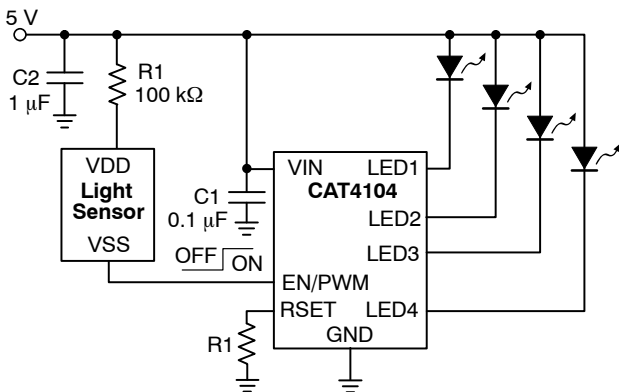 5 V
C2
1 μF
R1
100 kΩ
VDD
Light
Sensor
VSS
C1
0.1 μF
OFF
ON
VIN
LED1
CAT4104
LED2
LED3
EN/PWM
RSET
LED4
GND
R1